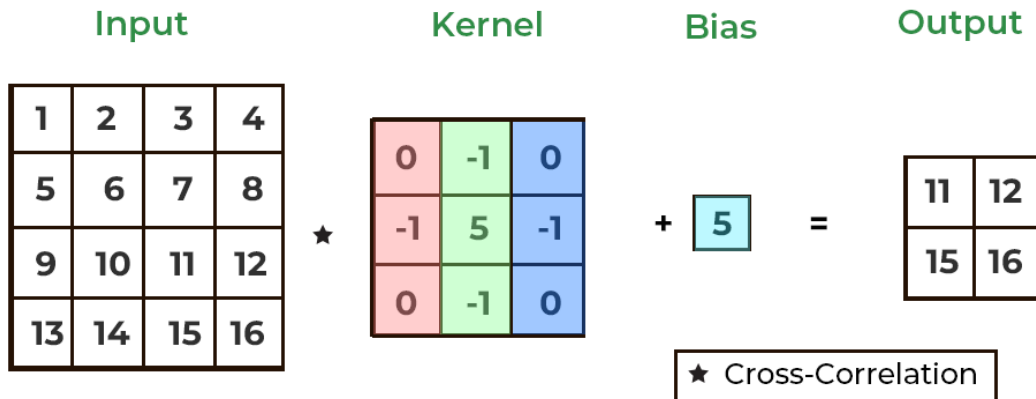 Input Kernel Bias Output
1 2 3 4
0 -1 0
5 6 7 8
11 12
-1 5 -1
+ 5 =
9 10 11 12
15 16
0 -1 0
13 14 15 16
★ Cross-Correlation